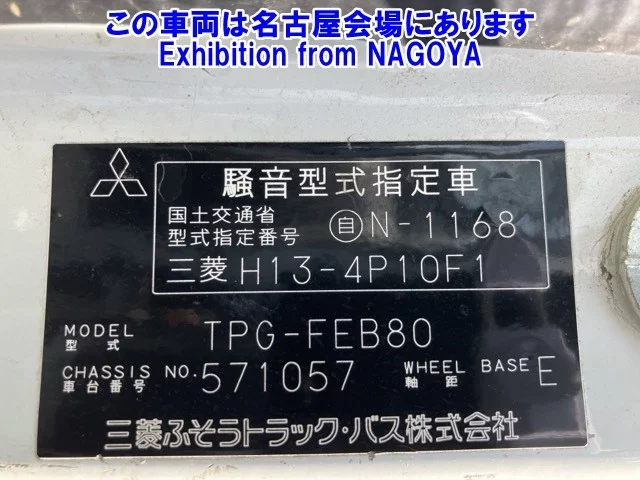 この車両は名古屋会場にあります
Exhibition from NAGOYA
騒音型式指定車
国土交通省
型式指定番号 自 N-1168
三菱 H13-4P10F1
MODEL TPG-FEB80
型式
CHASSIS NO. 571057 WHEEL BASE E
車台番号 軸距
三菱ふそうトラック・バス株式会社